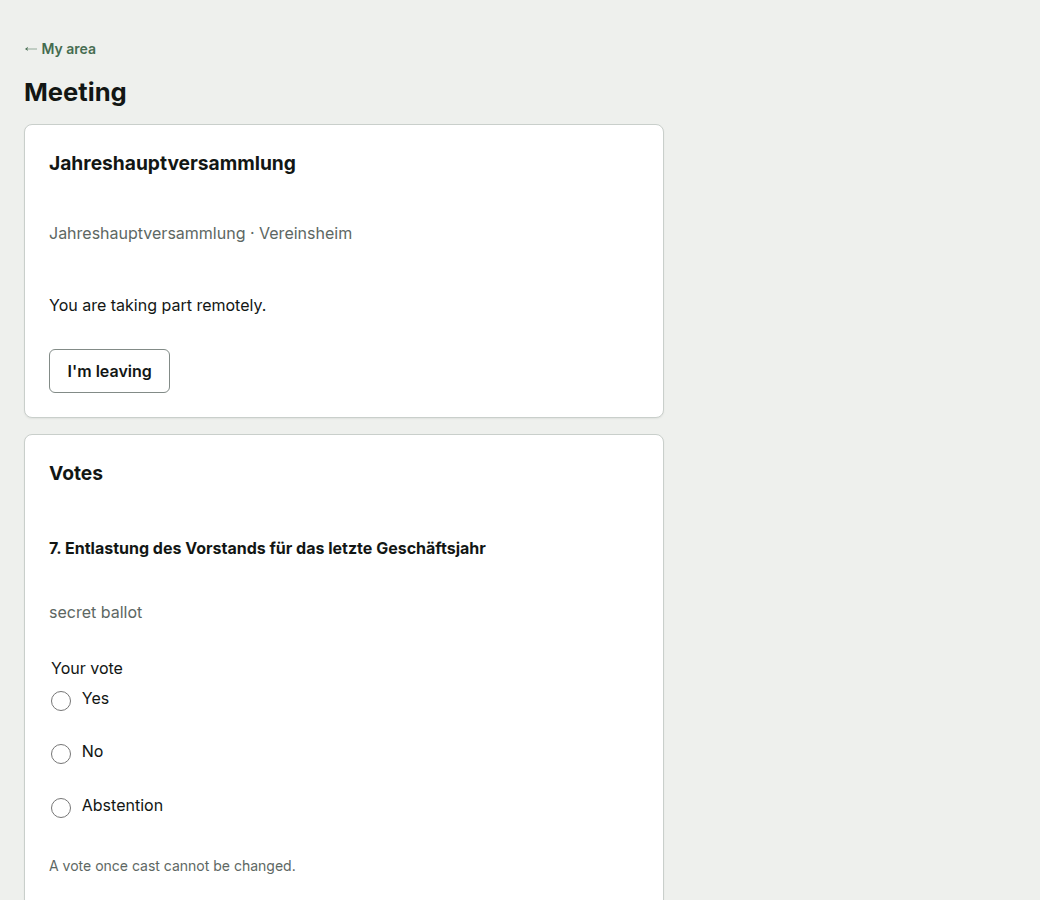 ← My area
Meeting
Jahreshauptversammlung
Jahreshauptversammlung · Vereinsheim
You are taking part remotely.
I'm leaving
Votes
7. Entlastung des Vorstands für das letzte Geschäftsjahr
secret ballot
Your vote
Yes
No
Abstention
A vote once cast cannot be changed.